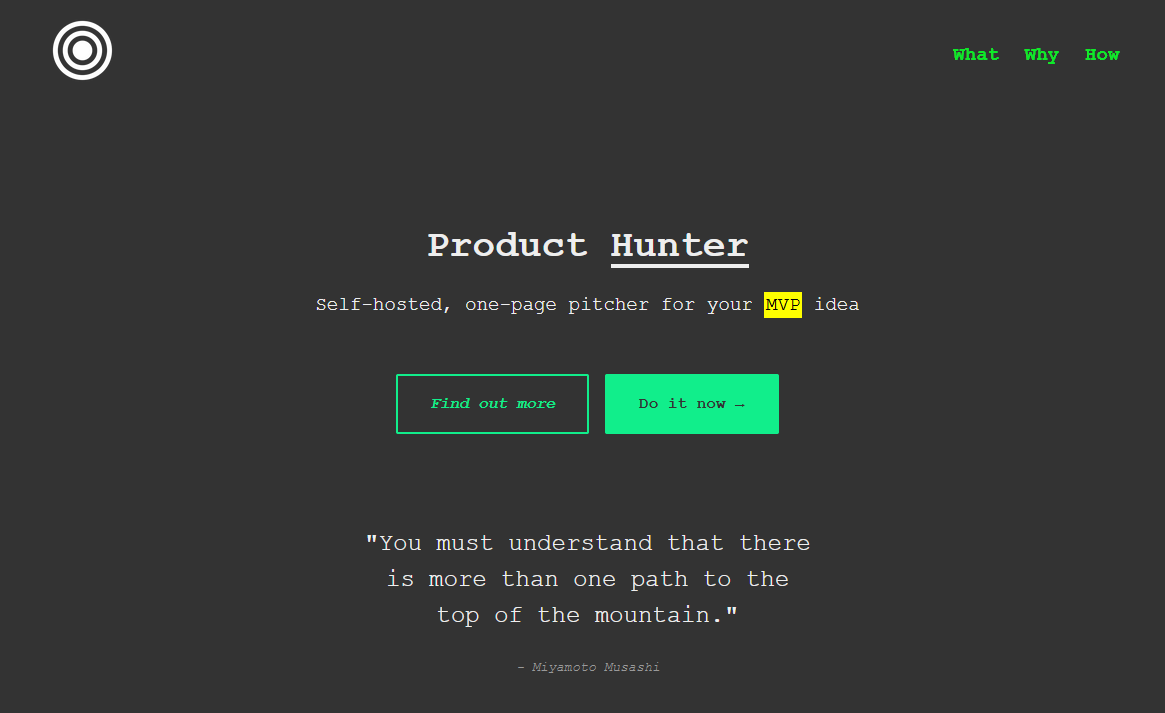 What Why How
Product Hunter
Self-hosted, one-page pitcher for your MVP idea
Find out more
Do it now →
"You must understand that there
is more than one path to the
top of the mountain."
– Miyamoto Musashi